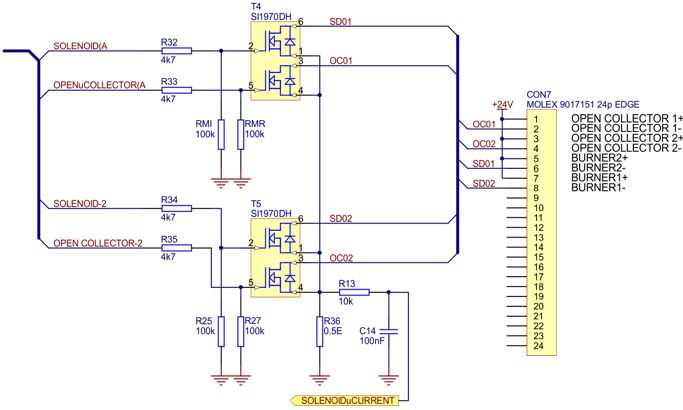 T4
SI1970DH
SOLENOID(A
R32
4k7
2
6
SD01
1
OPENuCOLLECTOR(A
R33
4k7
5
3
OC01
4
RMI
100k
RMR
100k
CON7
MOLEX 9017151 24p EDGE
+24V
1 OPEN COLLECTOR 1+
OC01 2 OPEN COLLECTOR 1-
3 OPEN COLLECTOR 2+
OC02 4 OPEN COLLECTOR 2-
5 BURNER2+
SD01 6 BURNER2-
7 BURNER1+
SD02 8 BURNER1-
9
10
11
12
13
14
15
16
17
18
19
20
21
22
23
24
T5
SI1970DH
SOLENOID-2
R34
4k7
2
6
SD02
1
OPEN COLLECTOR-2
R35
4k7
5
3
OC02
4
R13
10k
R25
100k
R27
100k
R36
0.5E
C14
100nF
SOLENOIDuCURRENT